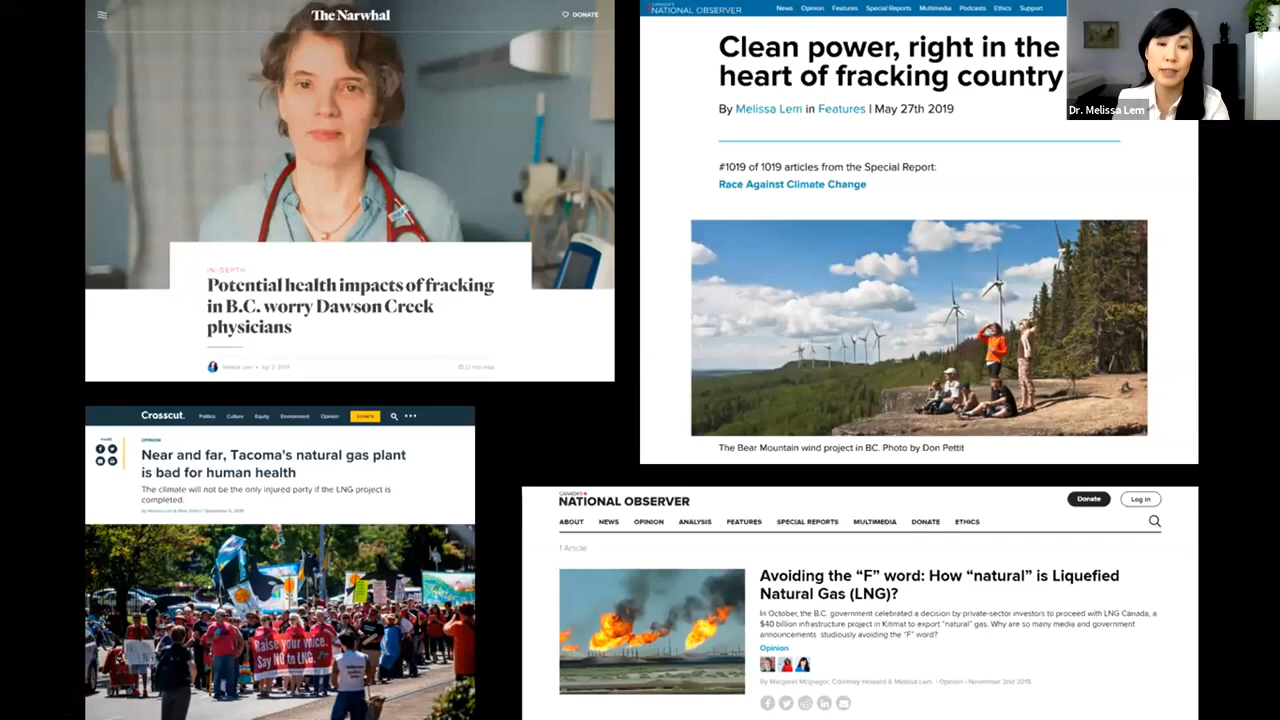 The Narwhal
DONATE
IN-DEPTH
Potential health impacts of fracking
in B.C. worry Dawson Creek
physicians
Melissa Lem • Apr 2, 2019
CANADA'S
NATIONAL OBSERVER
News Opinion Features Special Reports Multimedia Podcasts Ethics Support
Clean power, right in the
heart of fracking country
By Melissa Lem in Features | May 27th 2019
#1019 of 1019 articles from the Special Report:
Race Against Climate Change
The Bear Mountain wind project in BC. Photo by Don Pettit
Dr. Melissa Lem
Crosscut.
Politics Culture Equity Environment Opinion
DONATE
SHARE
OPINION
Near and far, Tacoma's natural gas plant
is bad for human health
The climate will not be the only injured party if the LNG project is
completed.
Raise your voice.
Say NO to LNG.
CANADA'S
NATIONAL OBSERVER
Donate
Log in
ABOUT NEWS OPINION ANALYSIS FEATURES SPECIAL REPORTS MULTIMEDIA DONATE ETHICS
1 Article
Avoiding the “F” word: How “natural” is Liquefied
Natural Gas (LNG)?
In October, the B.C. government celebrated a decision by private-sector investors to proceed with LNG Canada, a
$40 billion infrastructure project in Kitimat to export “natural” gas. Why are so many media and government
announcements studiously avoiding the “F” word?
Opinion
By Margaret McGregor, Courtney Howard & Melissa Lem | Opinion | November 2nd 2018